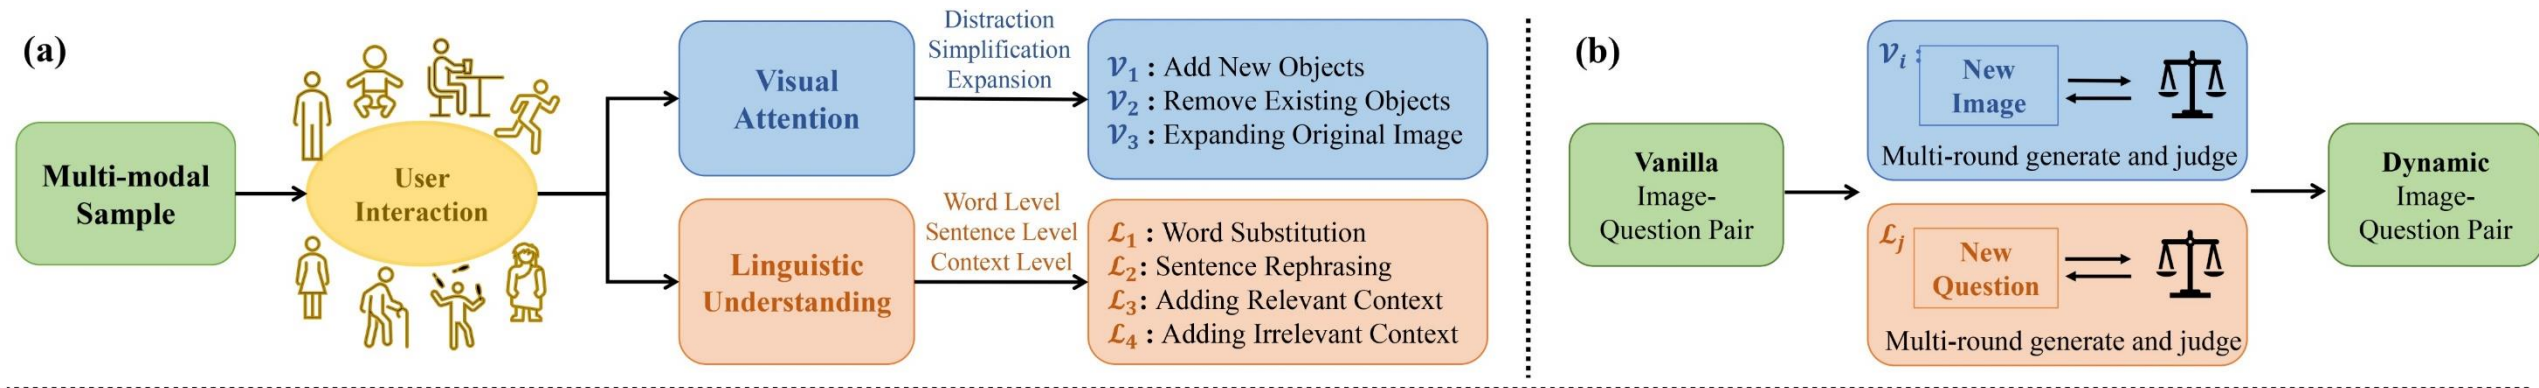 (a)
Multi-modal
Sample
User
Interaction
Visual
Attention
Distraction
Simplification
Expansion
𝒱₁ : Add New Objects
𝒱₂ : Remove Existing Objects
𝒱₃ : Expanding Original Image
Linguistic
Understanding
Word Level
Sentence Level
Context Level
ℒ₁ : Word Substitution
ℒ₂: Sentence Rephrasing
ℒ₃: Adding Relevant Context
ℒ₄ : Adding Irrelevant Context
(b)
Vanilla
Image-
Question Pair
𝒱ᵢ :
New
Image
Multi-round generate and judge
ℒⱼ
New
Question
Multi-round generate and judge
Dynamic
Image-
Question Pair